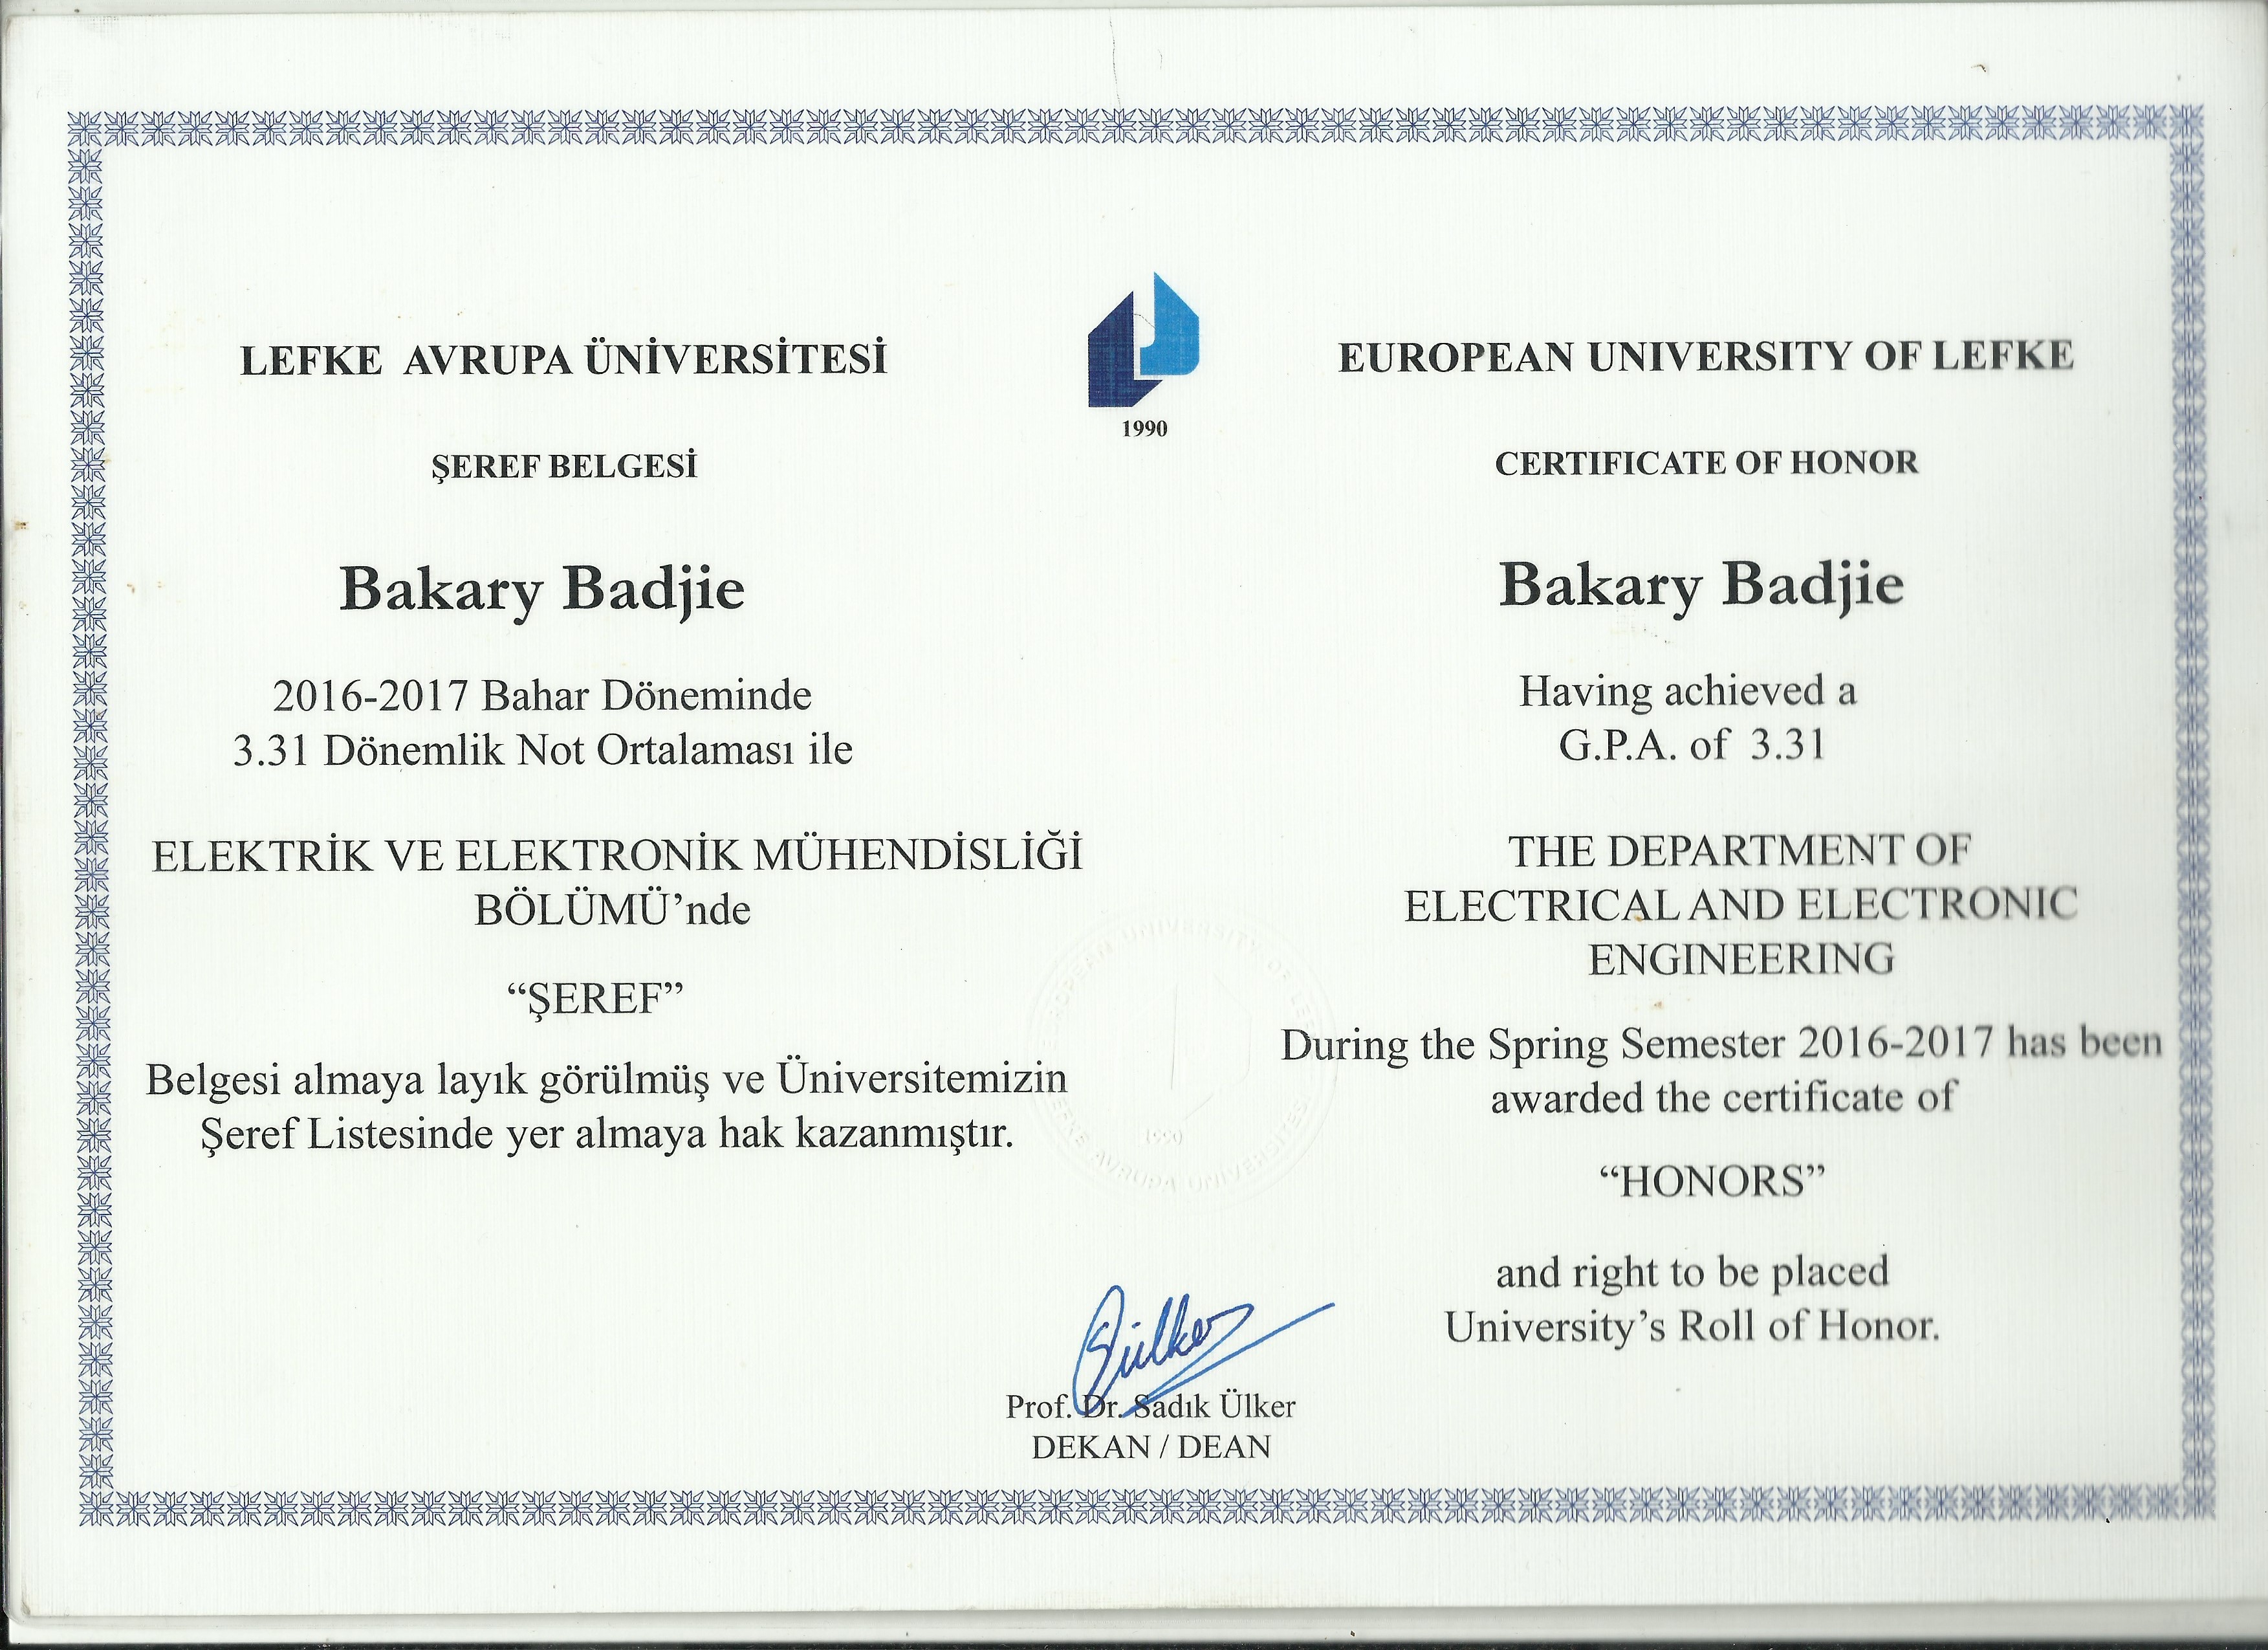 LEFKE AVRUPA ÜNİVERSİTESİ
ŞEREF BELGESİ
Bakary Badjie
2016-2017 Bahar Döneminde
3.31 Dönemlik Not Ortalaması ile
ELEKTRİK VE ELEKTRONİK MÜHENDİSLİĞİ
BÖLÜMÜ’nde
“ŞEREF”
Belgesi almaya layık görülmüş ve Üniversitemizin
Şeref Listesinde yer almaya hak kazanmıştır.
1990
EUROPEAN UNIVERSITY OF LEFKE
CERTIFICATE OF HONOR
Bakary Badjie
Having achieved a
G.P.A. of 3.31
THE DEPARTMENT OF
ELECTRICAL AND ELECTRONIC
ENGINEERING
During the Spring Semester 2016-2017 has been
awarded the certificate of
“HONORS”
and right to be placed
University’s Roll of Honor.
EUROPEAN UNIVERSITY OF LEFKE
1990
LEFKE AVRUPA UNIVERSITESI
Sülker
Prof. Dr. Sadık Ülker
DEKAN / DEAN